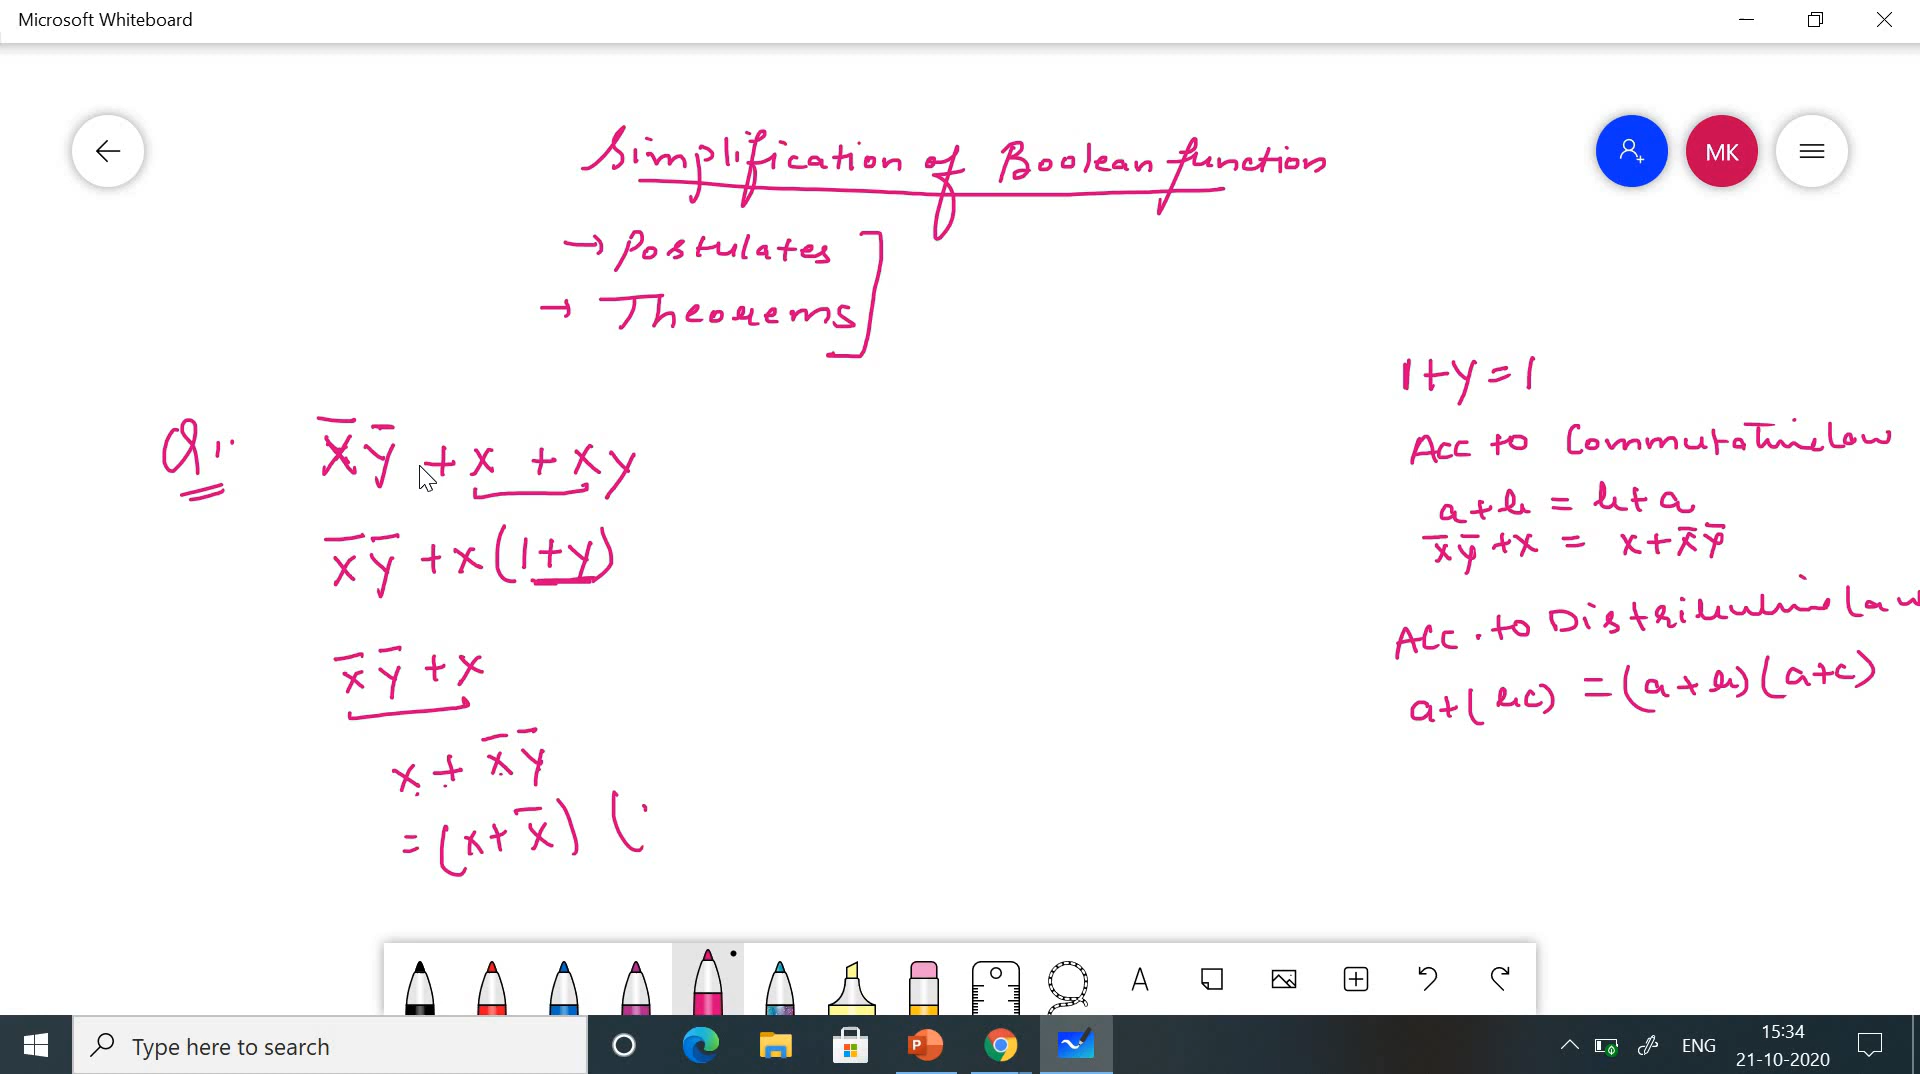 Microsoft Whiteboard
MK
Simplification of Boolean function
→ Postulates
→ Theorems
Q1. x̅y̅ + x + xy
x̅y̅ + x(1+y)
x̅y̅ + x
x + x̅y̅
= (x + x̅) (
1+y=1
Acc to Commutative law
a+b = b+a
x̅y̅+x = x+x̅y̅
Acc. to Distributive law
a+(bc) = (a+b)(a+c)
A
Type here to search
P
ENG
15:34
21-10-2020